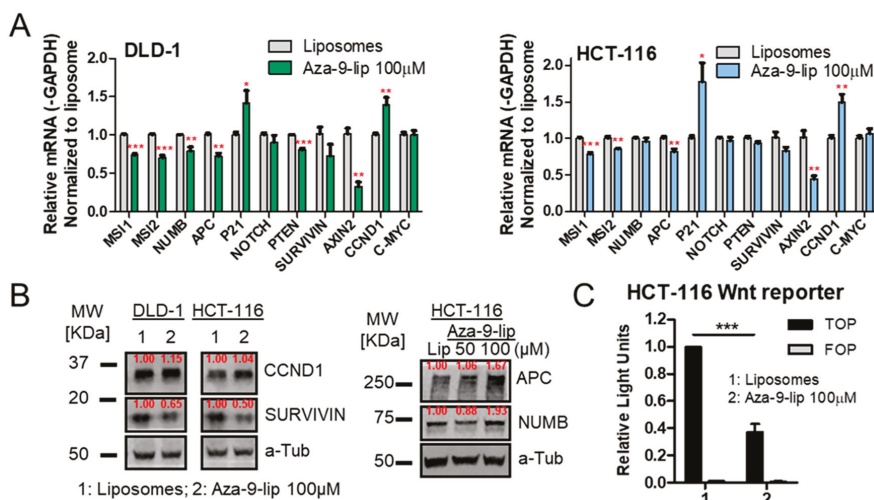 A
DLD-1
Liposomes
Aza-9-lip 100μM
Relative mRNA (-GAPDH)
Normalized to liposome
2.0
1.5
1.0
0.5
0.0
*** *** ** ** * *** ** **
MSI1 MSI2 NUMB APC P21 NOTCH PTEN SURVIVIN AXIN2 CCND1 C-MYC
HCT-116
Liposomes
Aza-9-lip 100μM
Relative mRNA (-GAPDH)
Normalized to liposome
2.0
1.5
1.0
0.5
0.0
*** ** ** * ** **
MSI1 MSI2 NUMB APC P21 NOTCH PTEN SURVIVIN AXIN2 CCND1 C-MYC
B
MW
[KDa]
DLD-1 HCT-116
1 2 1 2
37
1.00 1.15 1.00 1.04
CCND1
20
1.00 0.65 1.00 0.50
SURVIVIN
50
a-Tub
1: Liposomes; 2: Aza-9-lip 100μM
MW
[KDa]
HCT-116
Aza-9-lip
Lip 50 100 (μM)
1.00 1.06 1.67
250
APC
75
1.00 0.88 1.93
NUMB
50
a-Tub
C
HCT-116 Wnt reporter
Relative Light Units
1.2
1.0
0.8
0.6
0.4
0.2
0.0
***
TOP
FOP
1: Liposomes
2: Aza-9-lip 100μM
1 2